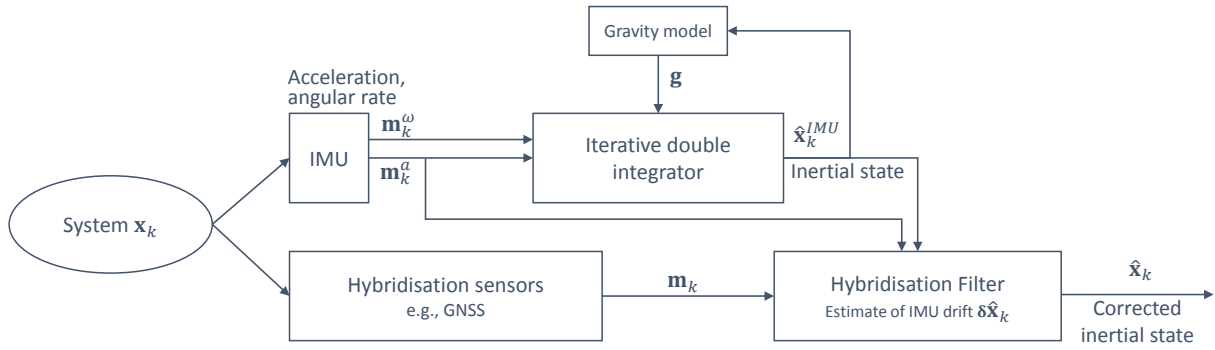 Gravity model
g
Acceleration,
angular rate
IMU
𝐦_k^ω
𝐦_k^a
Iterative double
integrator
𝐱̂_k^{IMU}
Inertial state
System 𝐱_k
Hybridisation sensors
e.g., GNSS
𝐦_k
Hybridisation Filter
Estimate of IMU drift 𝛅𝐱̂_k
𝐱̂_k
Corrected
inertial state